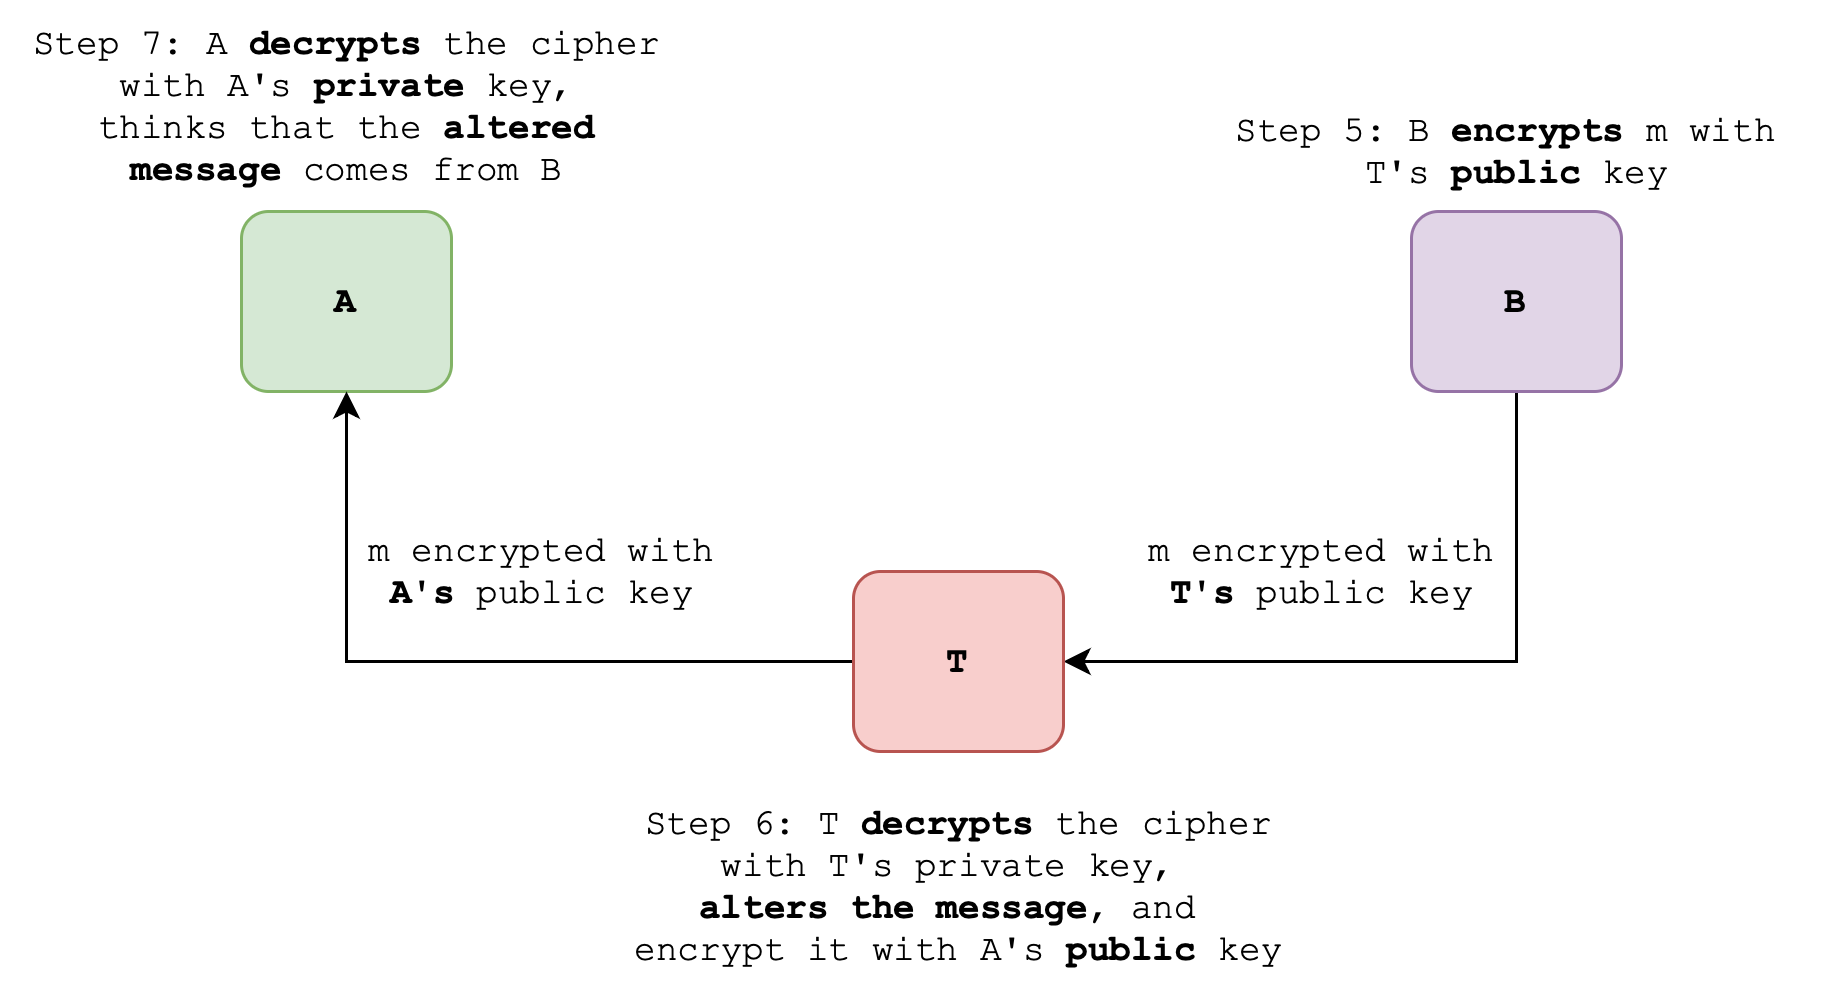 Step 7: A decrypts the cipher
with A's private key,
thinks that the altered
message comes from B
Step 5: B encrypts m with
T's public key
A
B
m encrypted with
A's public key
m encrypted with
T's public key
T
Step 6: T decrypts the cipher
with T's private key,
alters the message, and
encrypt it with A's public key